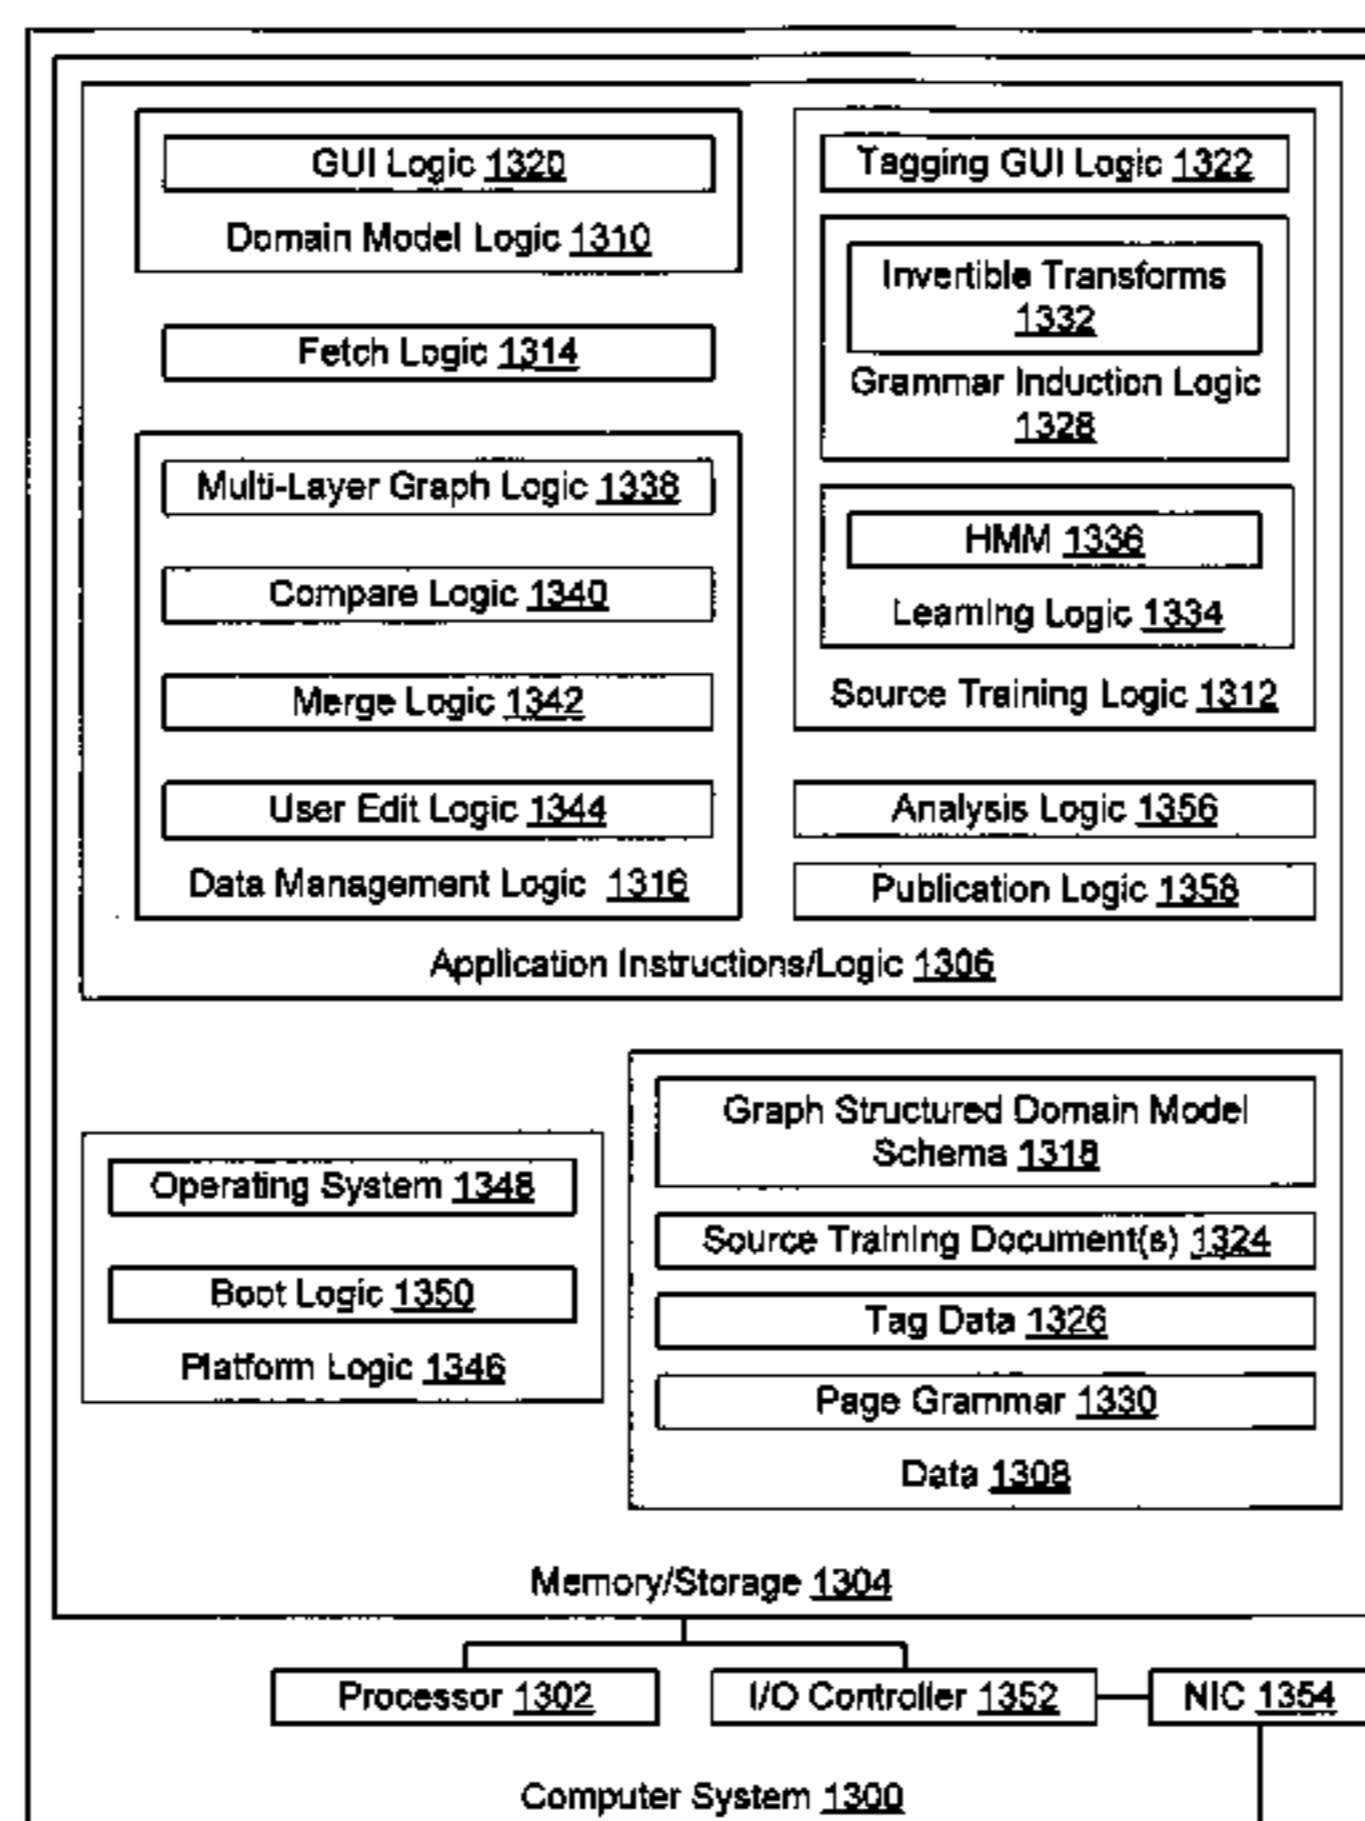 GUI Logic 1320
Domain Model Logic 1310
Fetch Logic 1314
Multi-Layer Graph Logic 1338
Compare Logic 1340
Merge Logic 1342
User Edit Logic 1344
Data Management Logic 1316
Tagging GUI Logic 1322
Invertible Transforms
1332
Grammar Induction Logic
1328
HMM 1336
Learning Logic 1334
Source Training Logic 1312
Analysis Logic 1356
Publication Logic 1358
Application Instructions/Logic 1306
Operating System 1348
Boot Logic 1350
Platform Logic 1346
Graph Structured Domain Model
Schema 1318
Source Training Document(s) 1324
Tag Data 1326
Page Grammar 1330
Data 1308
Memory/Storage 1304
Processor 1302
I/O Controller 1352
NIC 1354
Computer System 1300